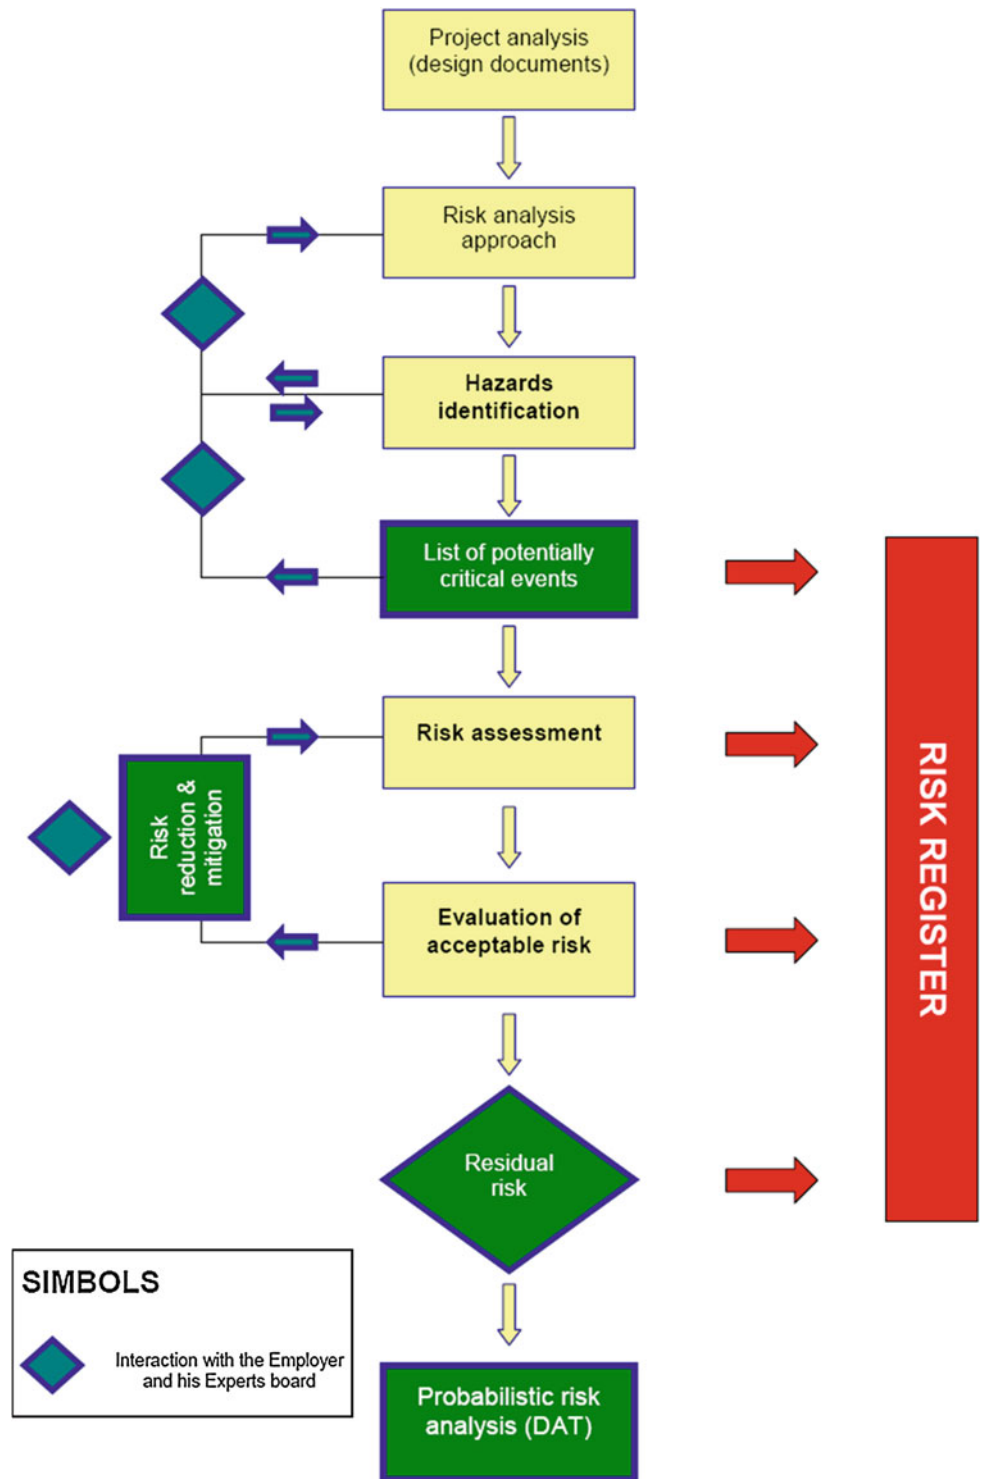 Project analysis
(design documents)
Risk analysis
approach
Hazards
identification
List of potentially
critical events
Risk assessment
Risk
reduction &
mitigation
Evaluation of
acceptable risk
RISK REGISTER
Residual
risk
SIMBOLS
Interaction with the Employer
and his Experts board
Probabilistic risk
analysis (DAT)